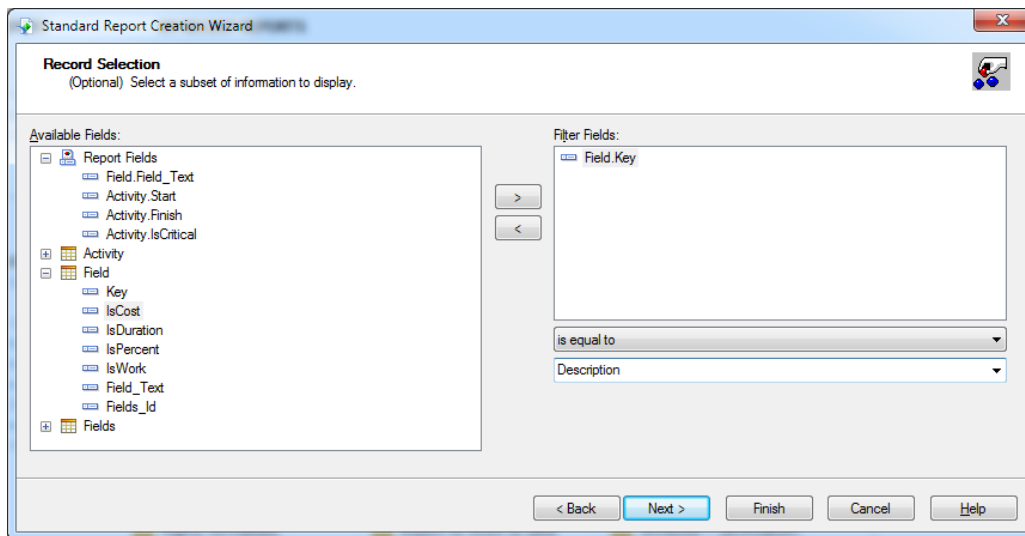 Standard Report Creation Wizard
Record Selection
(Optional) Select a subset of information to display.
Available Fields:
Report Fields
Field.Field_Text
Activity.Start
Activity.Finish
Activity.IsCritical
Activity
Field
Key
IsCost
IsDuration
IsPercent
IsWork
Field_Text
Fields_Id
Fields
>
<
Filter Fields:
Field.Key
is equal to
Description
< Back
Next >
Finish
Cancel
Help